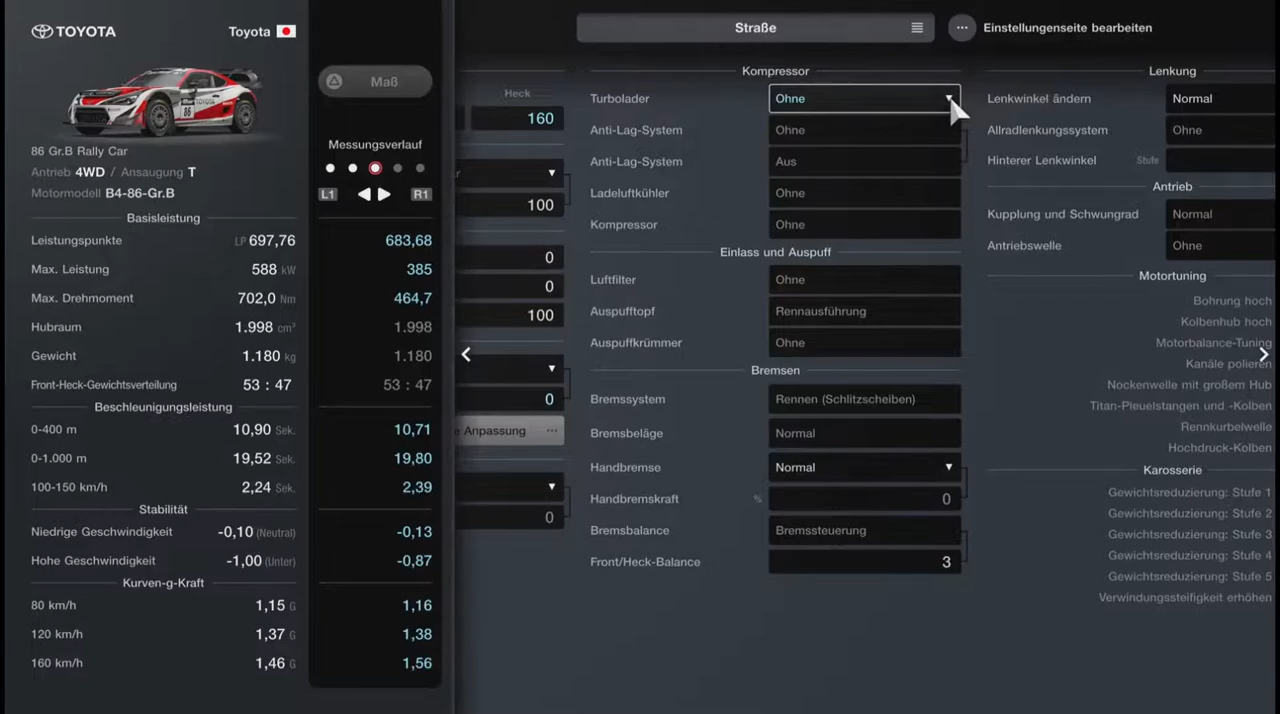 TOYOTA
Toyota
86
86 Gr.B Rally Car
Antrieb 4WD / Ansaugung T
Motormodell B4-86-Gr.B
Basisleistung
Leistungspunkte LP 697,76
Max. Leistung 588 kW
Max. Drehmoment 702,0 Nm
Hubraum 1.998 cm³
Gewicht 1.180 kg
Front-Heck-Gewichtsverteilung 53 : 47
Beschleunigungsleistung
0-400 m 10,90 Sek.
0-1.000 m 19,52 Sek.
100-150 km/h 2,24 Sek.
Stabilität
Niedrige Geschwindigkeit -0,10 (Neutral)
Hohe Geschwindigkeit -1,00 (Unter)
Kurven-g-Kraft
80 km/h 1,15 G
120 km/h 1,37 G
160 km/h 1,46 G
Maß
Messungsverlauf
L1 R1
683,68
385
464,7
1.998
1.180
53 : 47
10,71
19,80
2,39
-0,13
-0,87
1,16
1,38
1,56
Straße
Einstellungenseite bearbeiten
Heck
160
r
100
0
0
100
0
e Anpassung
0
Kompressor
Turbolader Ohne
Anti-Lag-System Ohne
Anti-Lag-System Aus
Ladeluftkühler Ohne
Kompressor Ohne
Einlass und Auspuff
Luftfilter Ohne
Auspufftopf Rennausführung
Auspuffkrümmer Ohne
Bremsen
Bremssystem Rennen (Schlitzscheiben)
Bremsbeläge Normal
Handbremse Normal
Handbremskraft % 0
Bremsbalance Bremssteuerung
Front/Heck-Balance 3
Lenkung
Lenkwinkel ändern Normal
Allradlenkungssystem Ohne
Hinterer Lenkwinkel Stufe
Antrieb
Kupplung und Schwungrad Normal
Antriebswelle Ohne
Motortuning
Bohrung hoch
Kolbenhub hoch
Motorbalance-Tuning
Kanäle polieren
Nockenwelle mit großem Hub
Titan-Pleuelstangen und -Kolben
Rennkurbelwelle
Hochdruck-Kolben
Karosserie
Gewichtsreduzierung: Stufe 1
Gewichtsreduzierung: Stufe 2
Gewichtsreduzierung: Stufe 3
Gewichtsreduzierung: Stufe 4
Gewichtsreduzierung: Stufe 5
Verwindungssteifigkeit erhöhen